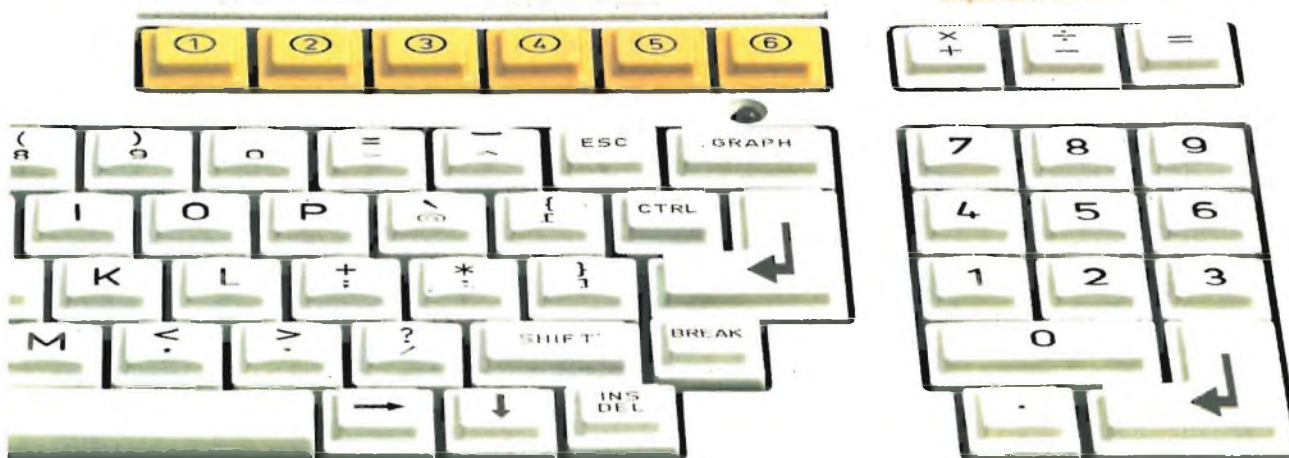 ① ② ③ ④ ⑤ ⑥ × + ÷ − =
( 8 ) 9 0 = ESC GRAPH 7 8 9
I O P ` @ { [ CTRL 4 5 6
K L + ; * : } ] 1 2 3
M < , > . ? / SHIFT BREAK 0
→ ↓ INS .
DEL